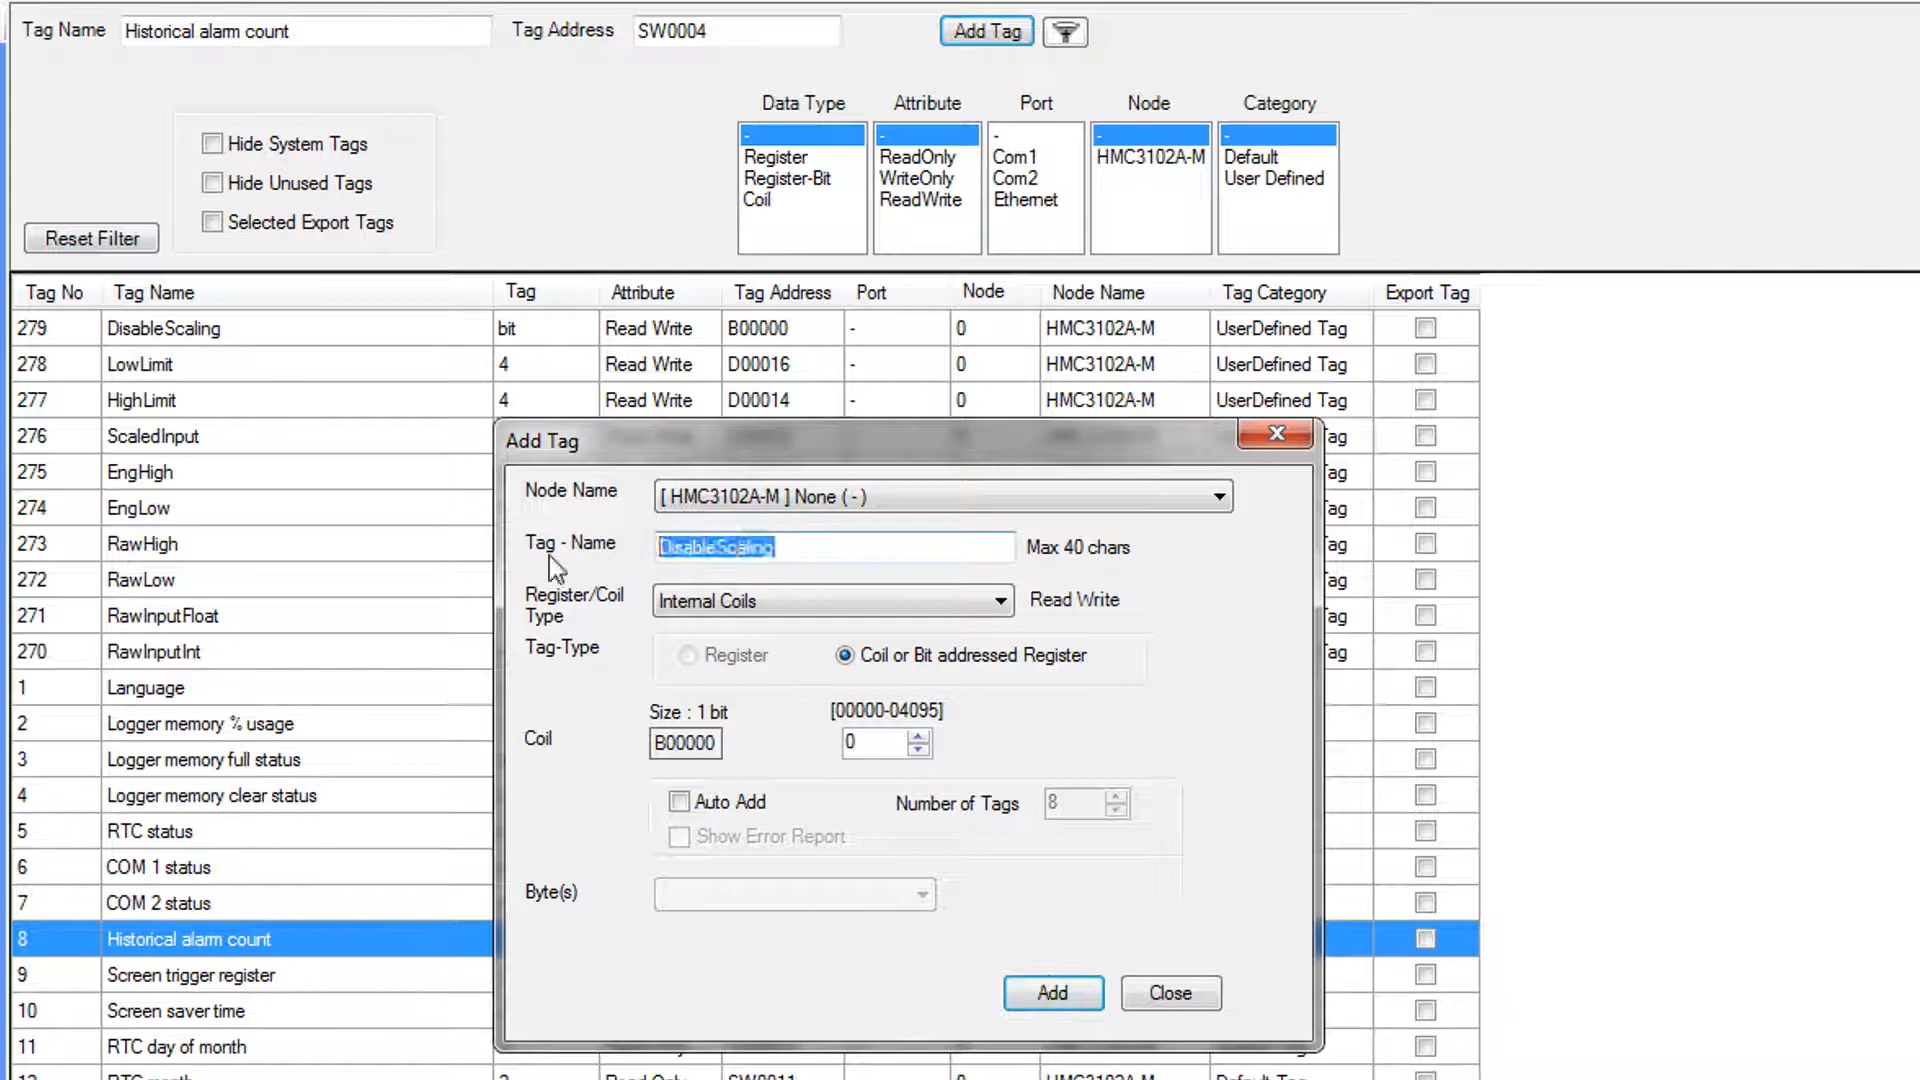 Tag Name Historical alarm count Tag Address SW0004 Add Tag
Data Type Attribute Port Node Category
Hide System Tags
Hide Unused Tags
Selected Export Tags
Reset Filter
- - - - -
Register ReadOnly Com1 HMC3102A-M Default
Register-Bit WriteOnly Com2 User Defined
Coil ReadWrite Ethernet
Tag No Tag Name Tag Attribute Tag Address Port Node Node Name Tag Category Export Tag
279 DisableScaling bit Read Write B00000 - 0 HMC3102A-M UserDefined Tag
278 LowLimit 4 Read Write D00016 - 0 HMC3102A-M UserDefined Tag
277 HighLimit 4 Read Write D00014 - 0 HMC3102A-M UserDefined Tag
276 ScaledInput ag
275 EngHigh ag
274 EngLow ag
273 RawHigh ag
272 RawLow ag
271 RawInputFloat ag
270 RawInputInt ag
1 Language
2 Logger memory % usage
3 Logger memory full status
4 Logger memory clear status
5 RTC status
6 COM 1 status
7 COM 2 status
8 Historical alarm count
9 Screen trigger register
10 Screen saver time
11 RTC day of month
Add Tag
Node Name [ HMC3102A-M ] None ( - )
Tag - Name DisableScaling Max 40 chars
Register/Coil Type Internal Coils Read Write
Tag-Type Register Coil or Bit addressed Register
Size : 1 bit [00000-04095]
Coil B00000 0
Auto Add Number of Tags 8
Show Error Report
Byte(s)
Add Close